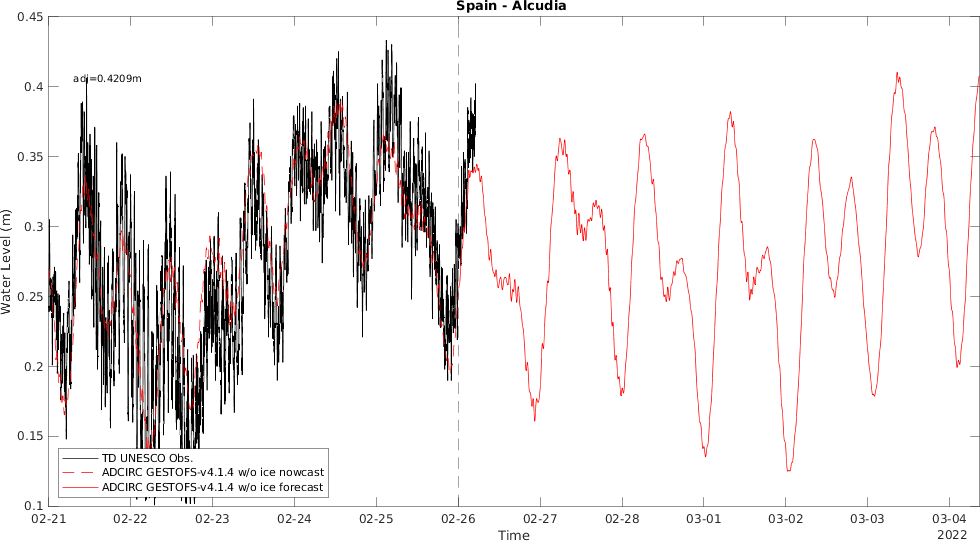 Spain - Alcudia
adj=0.4209m
Water Level (m)
0.45
0.4
0.35
0.3
0.25
0.2
0.15
0.1
TD UNESCO Obs.
ADCIRC GESTOFS-v4.1.4 w/o ice nowcast
ADCIRC GESTOFS-v4.1.4 w/o ice forecast
02-21 02-22 02-23 02-24 02-25 02-26 02-27 02-28 03-01 03-02 03-03 03-04
Time
2022